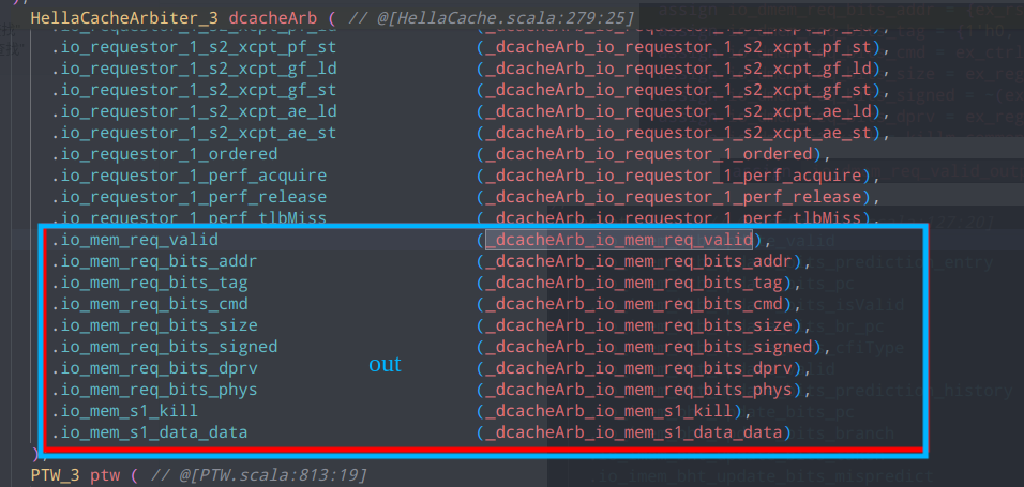 HellaCacheArbiter_3 dcacheArb ( // @[HellaCache.scala:279:25]
.io_requestor_1_s2_xcpt_pf_st (_dcacheArb_io_requestor_1_s2_xcpt_pf_st),
.io_requestor_1_s2_xcpt_gf_ld (_dcacheArb_io_requestor_1_s2_xcpt_gf_ld),
.io_requestor_1_s2_xcpt_gf_st (_dcacheArb_io_requestor_1_s2_xcpt_gf_st),
.io_requestor_1_s2_xcpt_ae_ld (_dcacheArb_io_requestor_1_s2_xcpt_ae_ld),
.io_requestor_1_s2_xcpt_ae_st (_dcacheArb_io_requestor_1_s2_xcpt_ae_st),
.io_requestor_1_ordered (_dcacheArb_io_requestor_1_ordered),
.io_requestor_1_perf_acquire (_dcacheArb_io_requestor_1_perf_acquire),
.io_requestor_1_perf_release (_dcacheArb_io_requestor_1_perf_release),
.io_requestor_1_perf_tlbMiss (_dcacheArb_io_requestor_1_perf_tlbMiss),
.io_mem_req_valid (_dcacheArb_io_mem_req_valid),
.io_mem_req_bits_addr (_dcacheArb_io_mem_req_bits_addr),
.io_mem_req_bits_tag (_dcacheArb_io_mem_req_bits_tag),
.io_mem_req_bits_cmd (_dcacheArb_io_mem_req_bits_cmd),
.io_mem_req_bits_size (_dcacheArb_io_mem_req_bits_size),
.io_mem_req_bits_signed (_dcacheArb_io_mem_req_bits_signed),
out
.io_mem_req_bits_dprv (_dcacheArb_io_mem_req_bits_dprv),
.io_mem_req_bits_phys (_dcacheArb_io_mem_req_bits_phys),
.io_mem_s1_kill (_dcacheArb_io_mem_s1_kill),
.io_mem_s1_data_data (_dcacheArb_io_mem_s1_data_data)
);
PTW_3 ptw ( // @[PTW.scala:813:19]